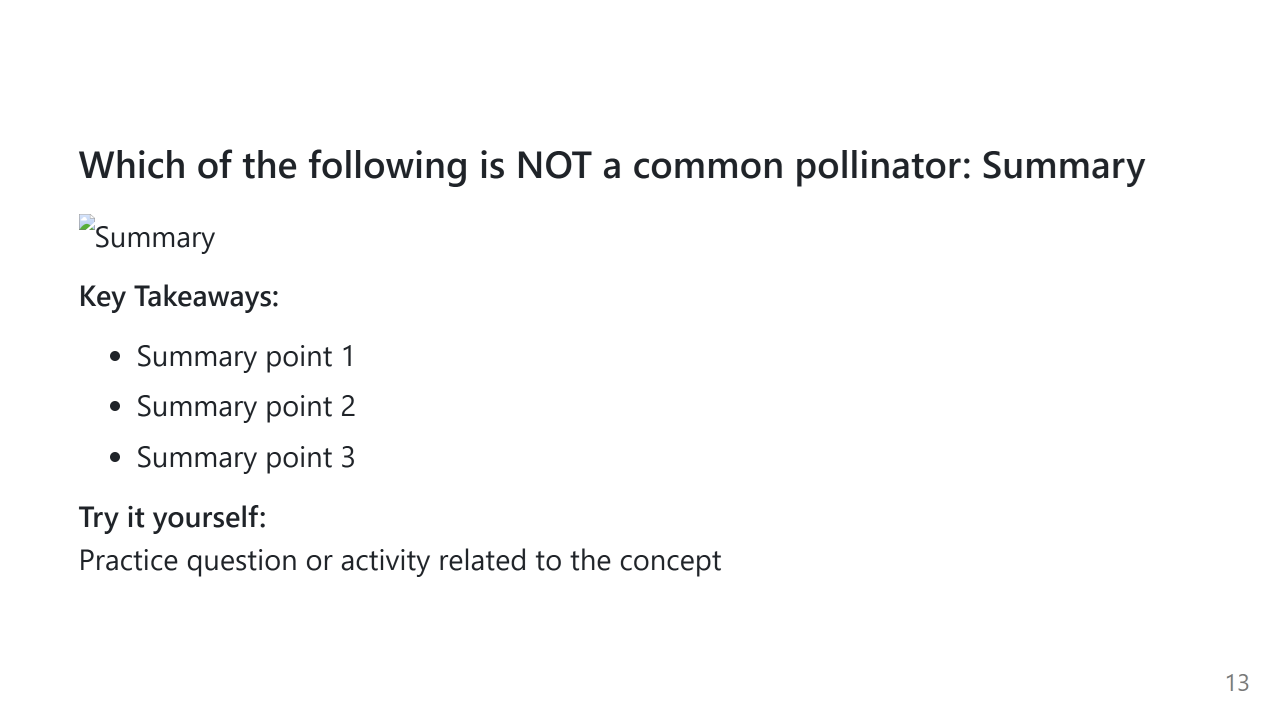 Which of the following is NOT a common pollinator: Summary
Summary
Key Takeaways:
Summary point 1
Summary point 2
Summary point 3
Try it yourself:
Practice question or activity related to the concept
13